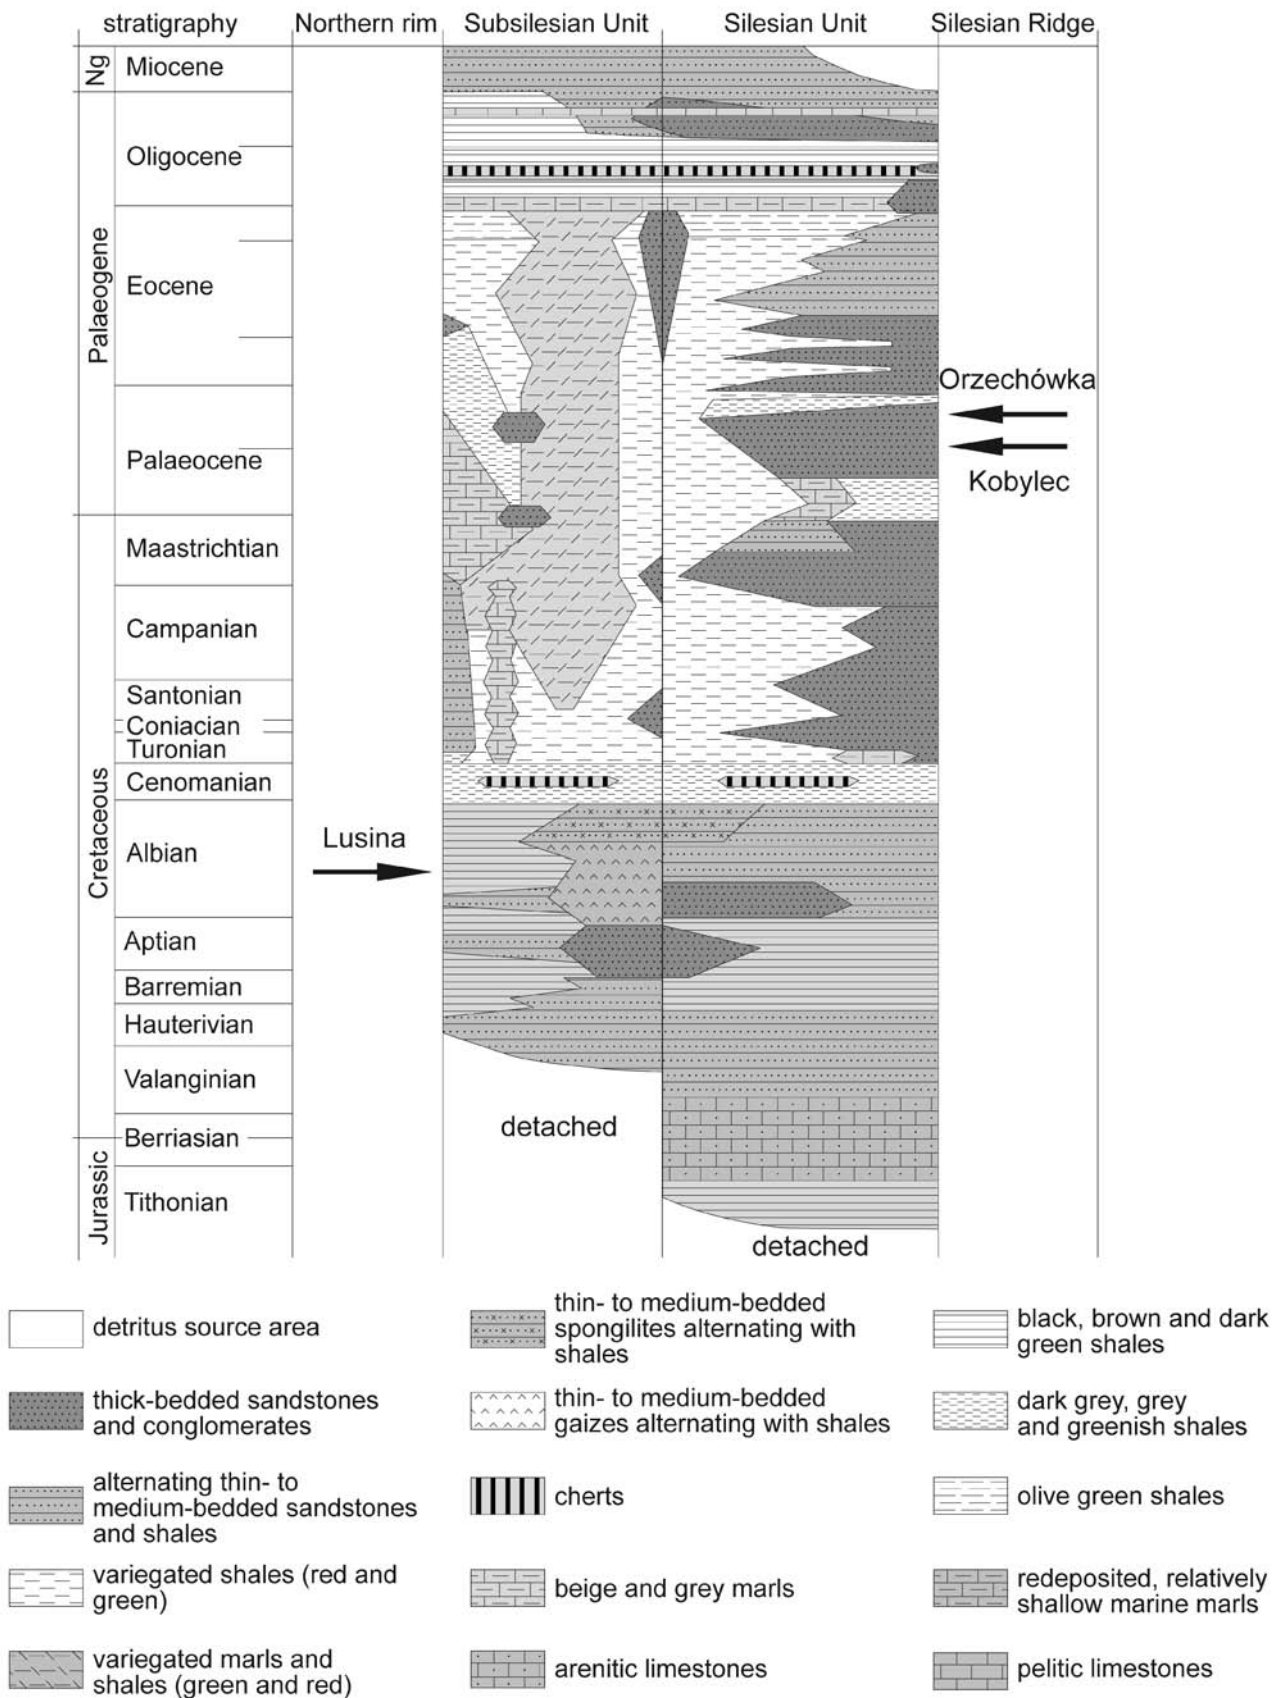 stratigraphy
Northern rim
Subsilesian Unit
Silesian Unit
Silesian Ridge
Ng
Miocene
Palaeogene
Oligocene
Eocene
Palaeocene
Orzechówka
Kobylec
Cretaceous
Maastrichtian
Campanian
Santonian
Coniacian
Turonian
Cenomanian
Albian
Lusina
Aptian
Barremian
Hauterivian
Valanginian
Berriasian
detached
Jurassic
Tithonian
detached
detritus source area
thick-bedded sandstones
and conglomerates
alternating thin- to
medium-bedded sandstones
and shales
variegated shales (red and
green)
variegated marls and
shales (green and red)
thin- to medium-bedded
spongilites alternating with
shales
thin- to medium-bedded
gaizes alternating with shales
cherts
beige and grey marls
arenitic limestones
black, brown and dark
green shales
dark grey, grey
and greenish shales
olive green shales
redeposited, relatively
shallow marine marls
pelitic limestones